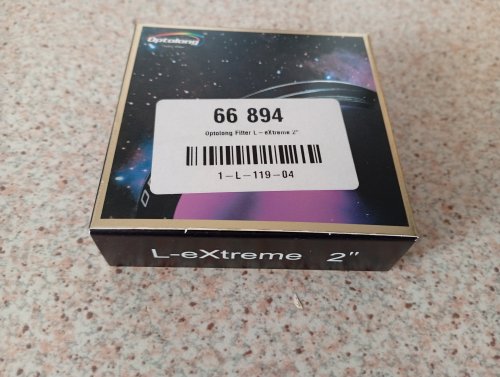 Optolong
66 894
Optolong Filter L-eXtreme 2"
1-L-119-04
L-eXtreme 2"